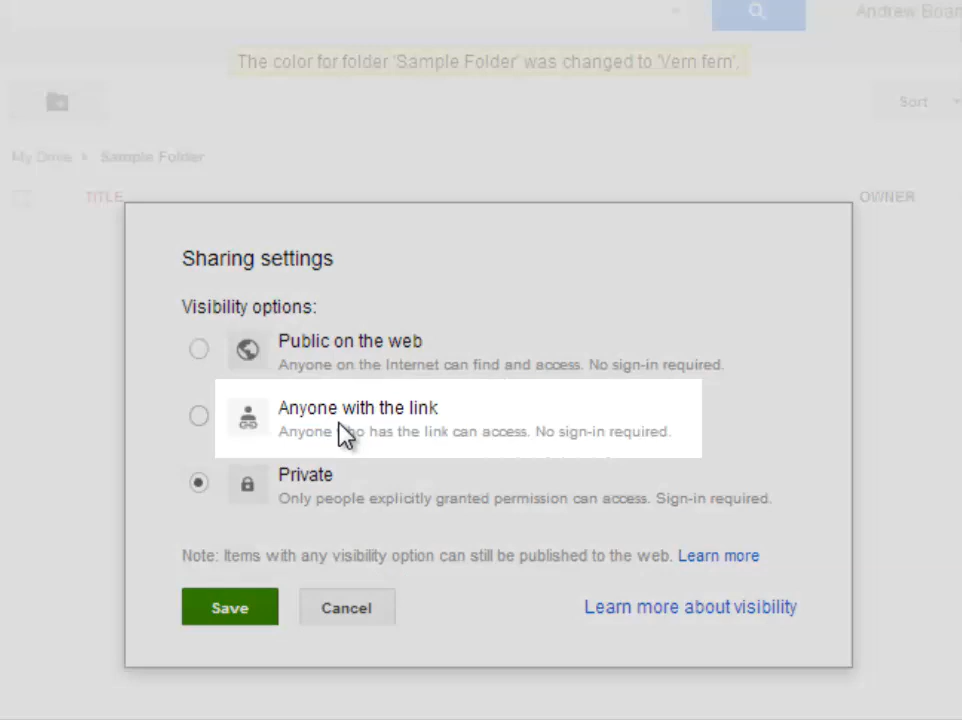 Andrew Boar
The color for folder 'Sample Folder' was changed to 'Vern fern'.
Sort
My Drive Sample Folder
TITLE OWNER
Sharing settings
Visibility options:
Public on the web
Anyone on the Internet can find and access. No sign-in required.
Anyone with the link
Anyone who has the link can access. No sign-in required.
Private
Only people explicitly granted permission can access. Sign-in required.
Note: Items with any visibility option can still be published to the web. Learn more
Save Cancel Learn more about visibility